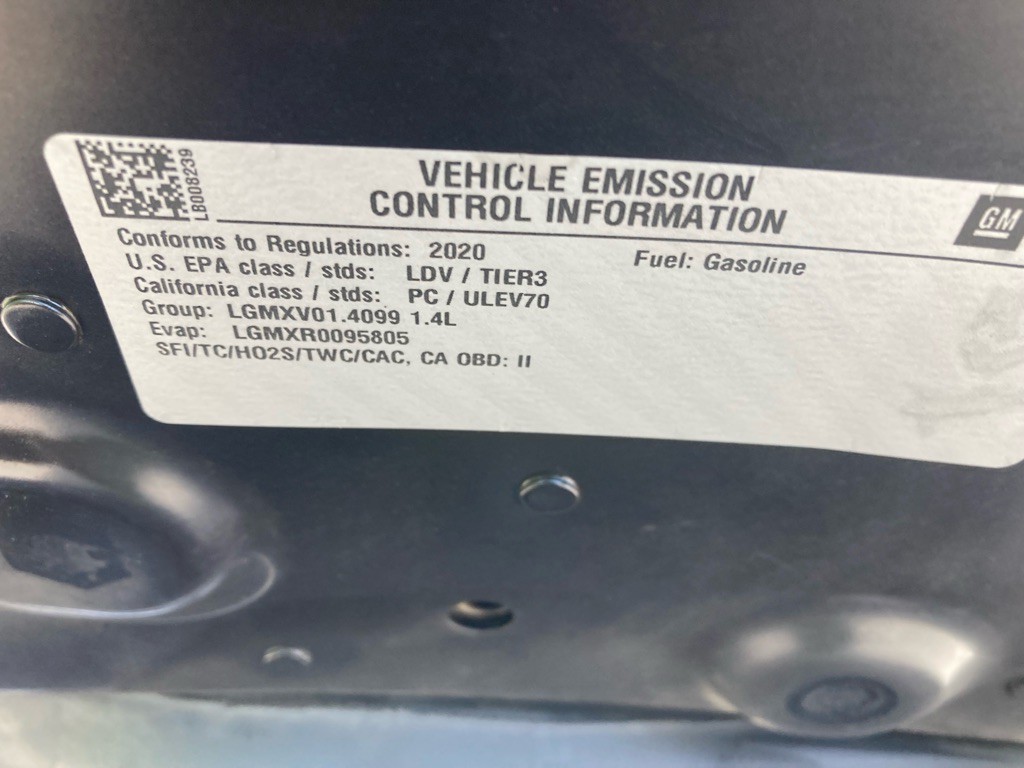 LB008239
VEHICLE EMISSION
CONTROL INFORMATION
GM
Conforms to Regulations: 2020
Fuel: Gasoline
U.S. EPA class / stds: LDV / TIER3
California class / stds: PC / ULEV70
Group: LGMXV01.4099 1.4L
Evap: LGMXR0095805
SFI/TC/HO2S/TWC/CAC, CA OBD: II